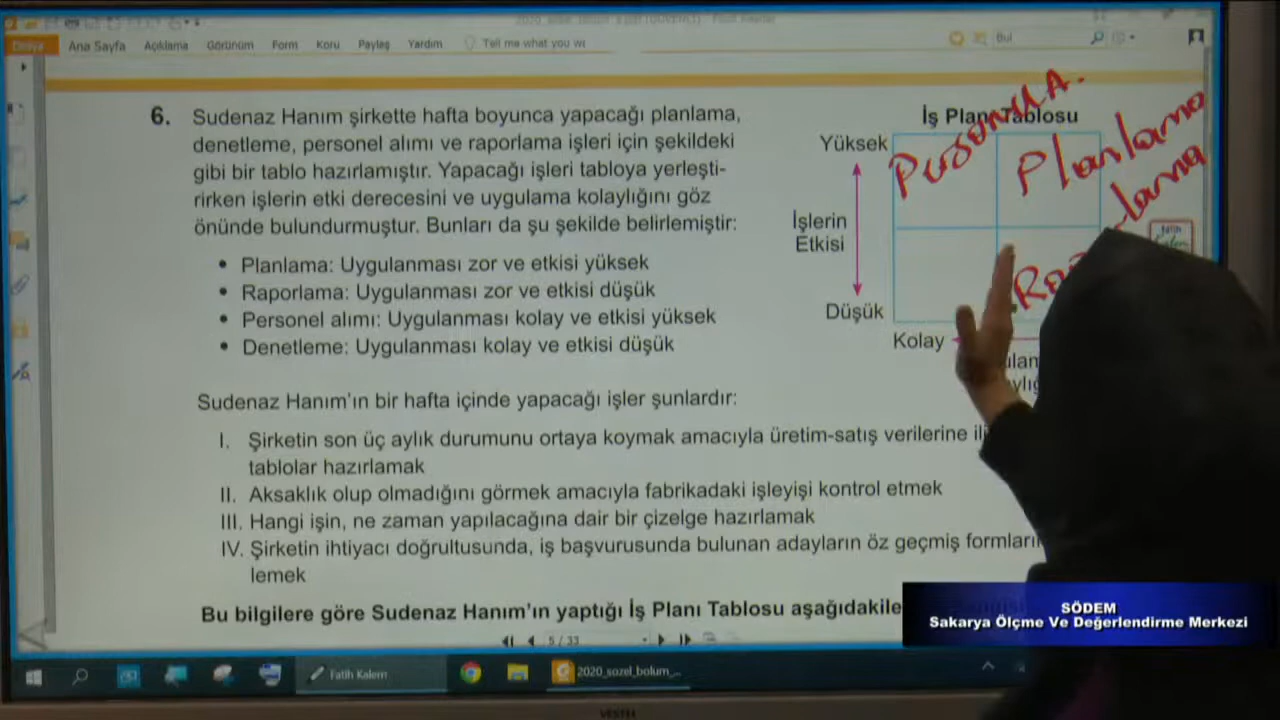 Dosya Ana Sayfa Açıklama Görünüm Form Koru Paylaş Yardım Tell me what you Bul
6. Sudenaz Hanım şirkette hafta boyunca yapacağı planlama,
denetleme, personel alımı ve raporlama işleri için şekildeki
gibi bir tablo hazırlamıştır. Yapacağı işleri tabloya yerleşti-
rirken işlerin etki derecesini ve uygulama kolaylığını göz
önünde bulundurmuştur. Bunları da şu şekilde belirlemiştir:
• Planlama: Uygulanması zor ve etkisi yüksek
• Raporlama: Uygulanması zor ve etkisi düşük
• Personel alımı: Uygulanması kolay ve etkisi yüksek
• Denetleme: Uygulanması kolay ve etkisi düşük
İş Planı Tablosu
Yüksek
Personel A.
Planlama
İşlerin
Etkisi
lama
Düşük
Kolay
Sudenaz Hanım'ın bir hafta içinde yapacağı işler şunlardır:
I. Şirketin son üç aylık durumunu ortaya koymak amacıyla üretim-satış verilerine
tablolar hazırlamak
II. Aksaklık olup olmadığını görmek amacıyla fabrikadaki işleyişi kontrol etmek
III. Hangi işin, ne zaman yapılacağına dair bir çizelge hazırlamak
IV. Şirketin ihtiyacı doğrultusunda, iş başvurusunda bulunan adayların öz geçmiş
lemek
Bu bilgilere göre Sudenaz Hanım'ın yaptığı İş Planı Tablosu
SÖDEM
Sakarya Ölçme Ve Değerlendirme Merkezi
5 / 33
Fatih Kalem 2020_sozel_bolum_...
VESTEL